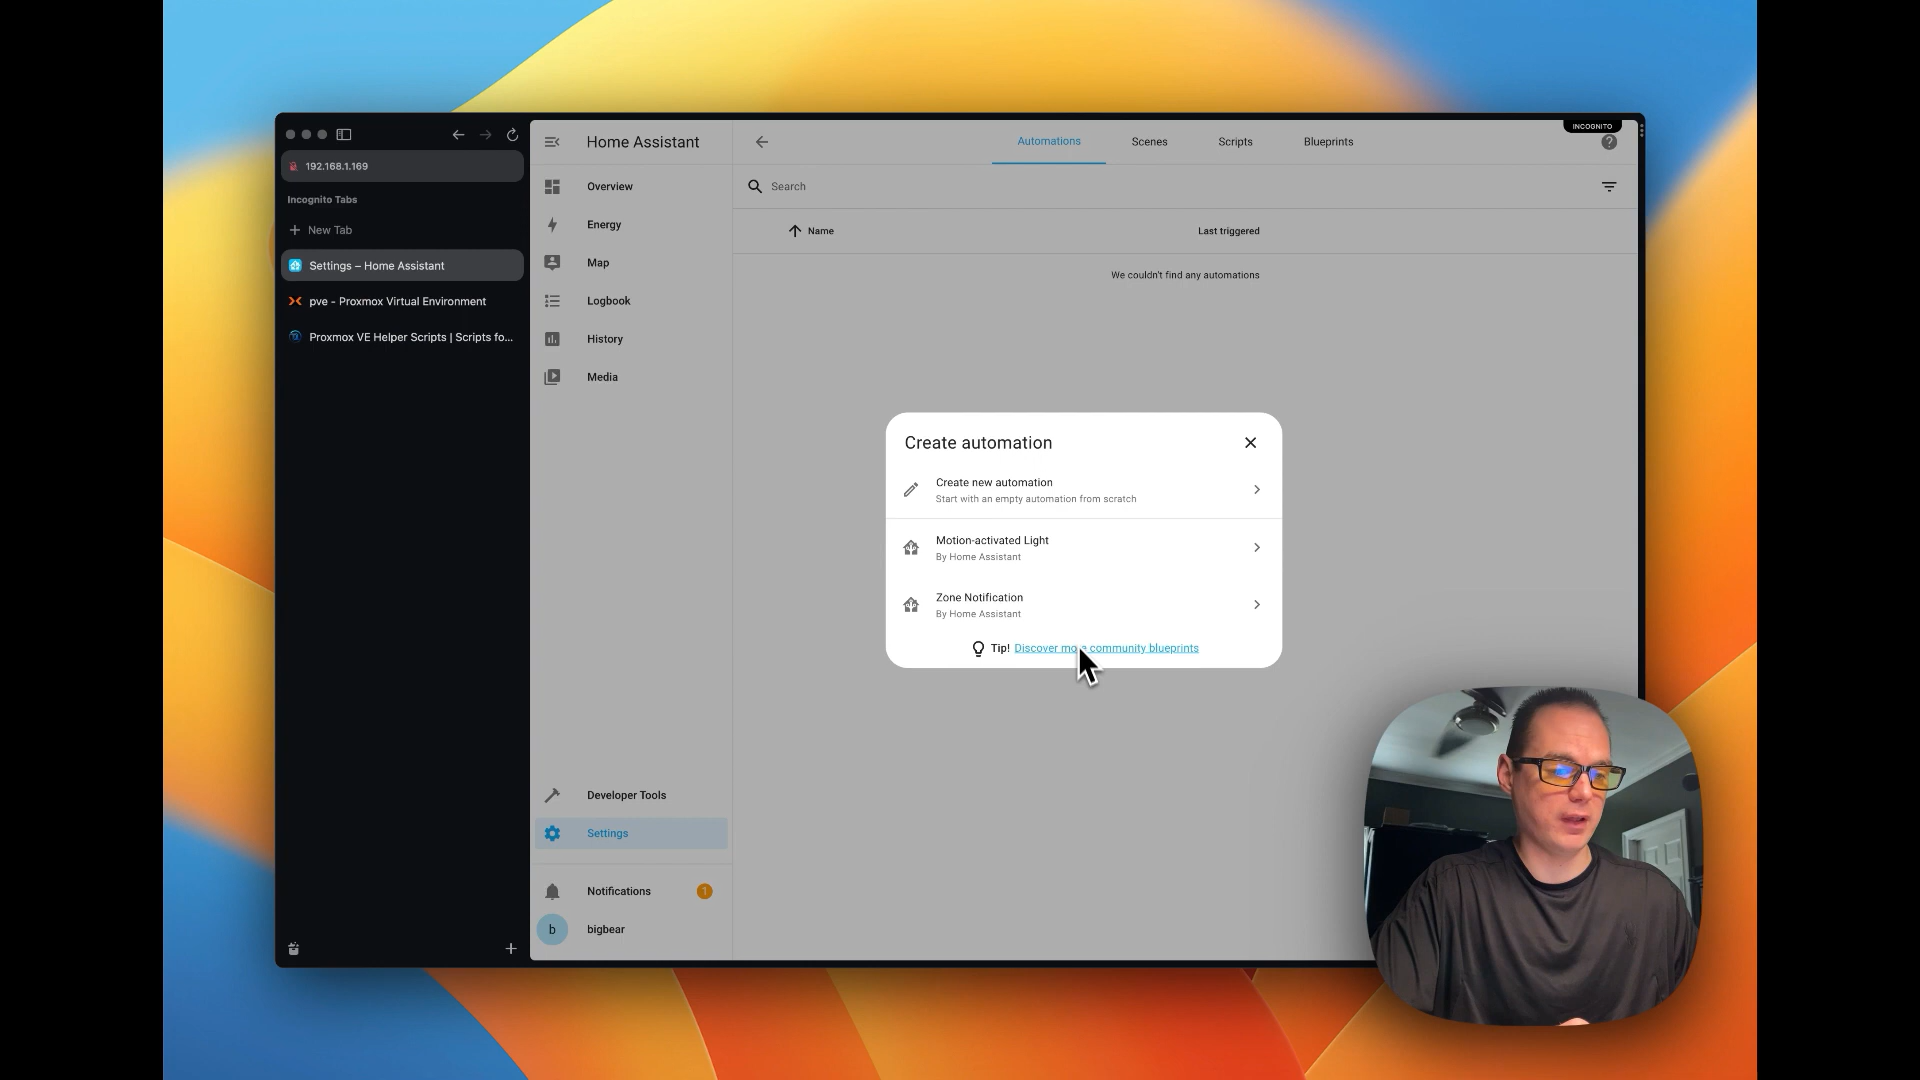 192.168.1.169
Incognito Tabs
New Tab
Settings – Home Assistant
pve - Proxmox Virtual Environment
Proxmox VE Helper Scripts | Scripts fo...
Home Assistant
Overview
Energy
Map
Logbook
History
Media
Developer Tools
Settings
Notifications 1
b bigbear
Automations Scenes Scripts Blueprints
INCOGNITO
Search
Name Last triggered
We couldn't find any automations
Create automation
Create new automation
Start with an empty automation from scratch
Motion-activated Light
By Home Assistant
Zone Notification
By Home Assistant
Tip! Discover more community blueprints